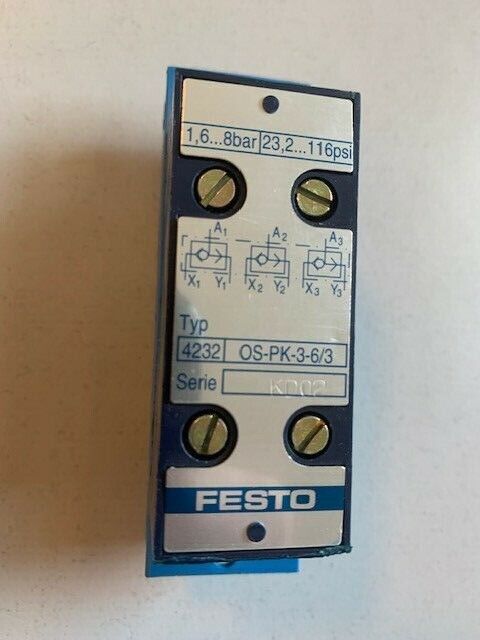 1,6...8bar 23,2...116psi
A1 A2 A3
X1 Y1 X2 Y2 X3 Y3
Typ
4232 OS-PK-3-6/3
Serie KD02
FESTO